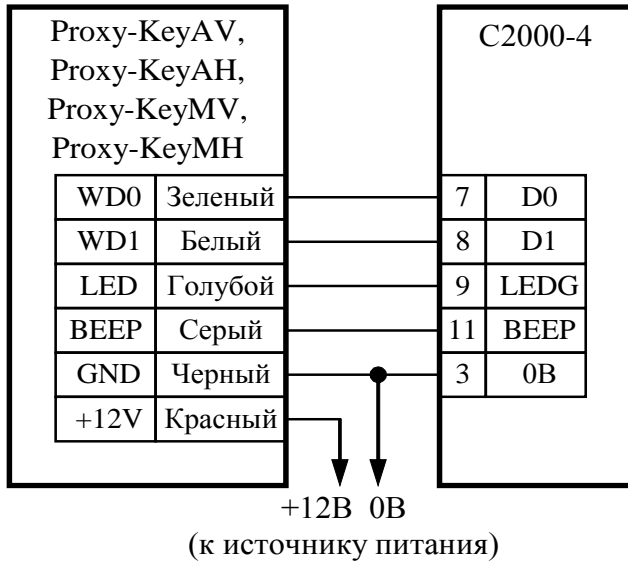 Proxy-KeyAV,
Proxy-KeyAH,
Proxy-KeyMV,
Proxy-KeyMH
С2000-4
WD0 Зеленый 7 D0
WD1 Белый 8 D1
LED Голубой 9 LEDG
BEEP Серый 11 BEEP
GND Черный 3 0В
+12V Красный
+12В 0В
(к источнику питания)